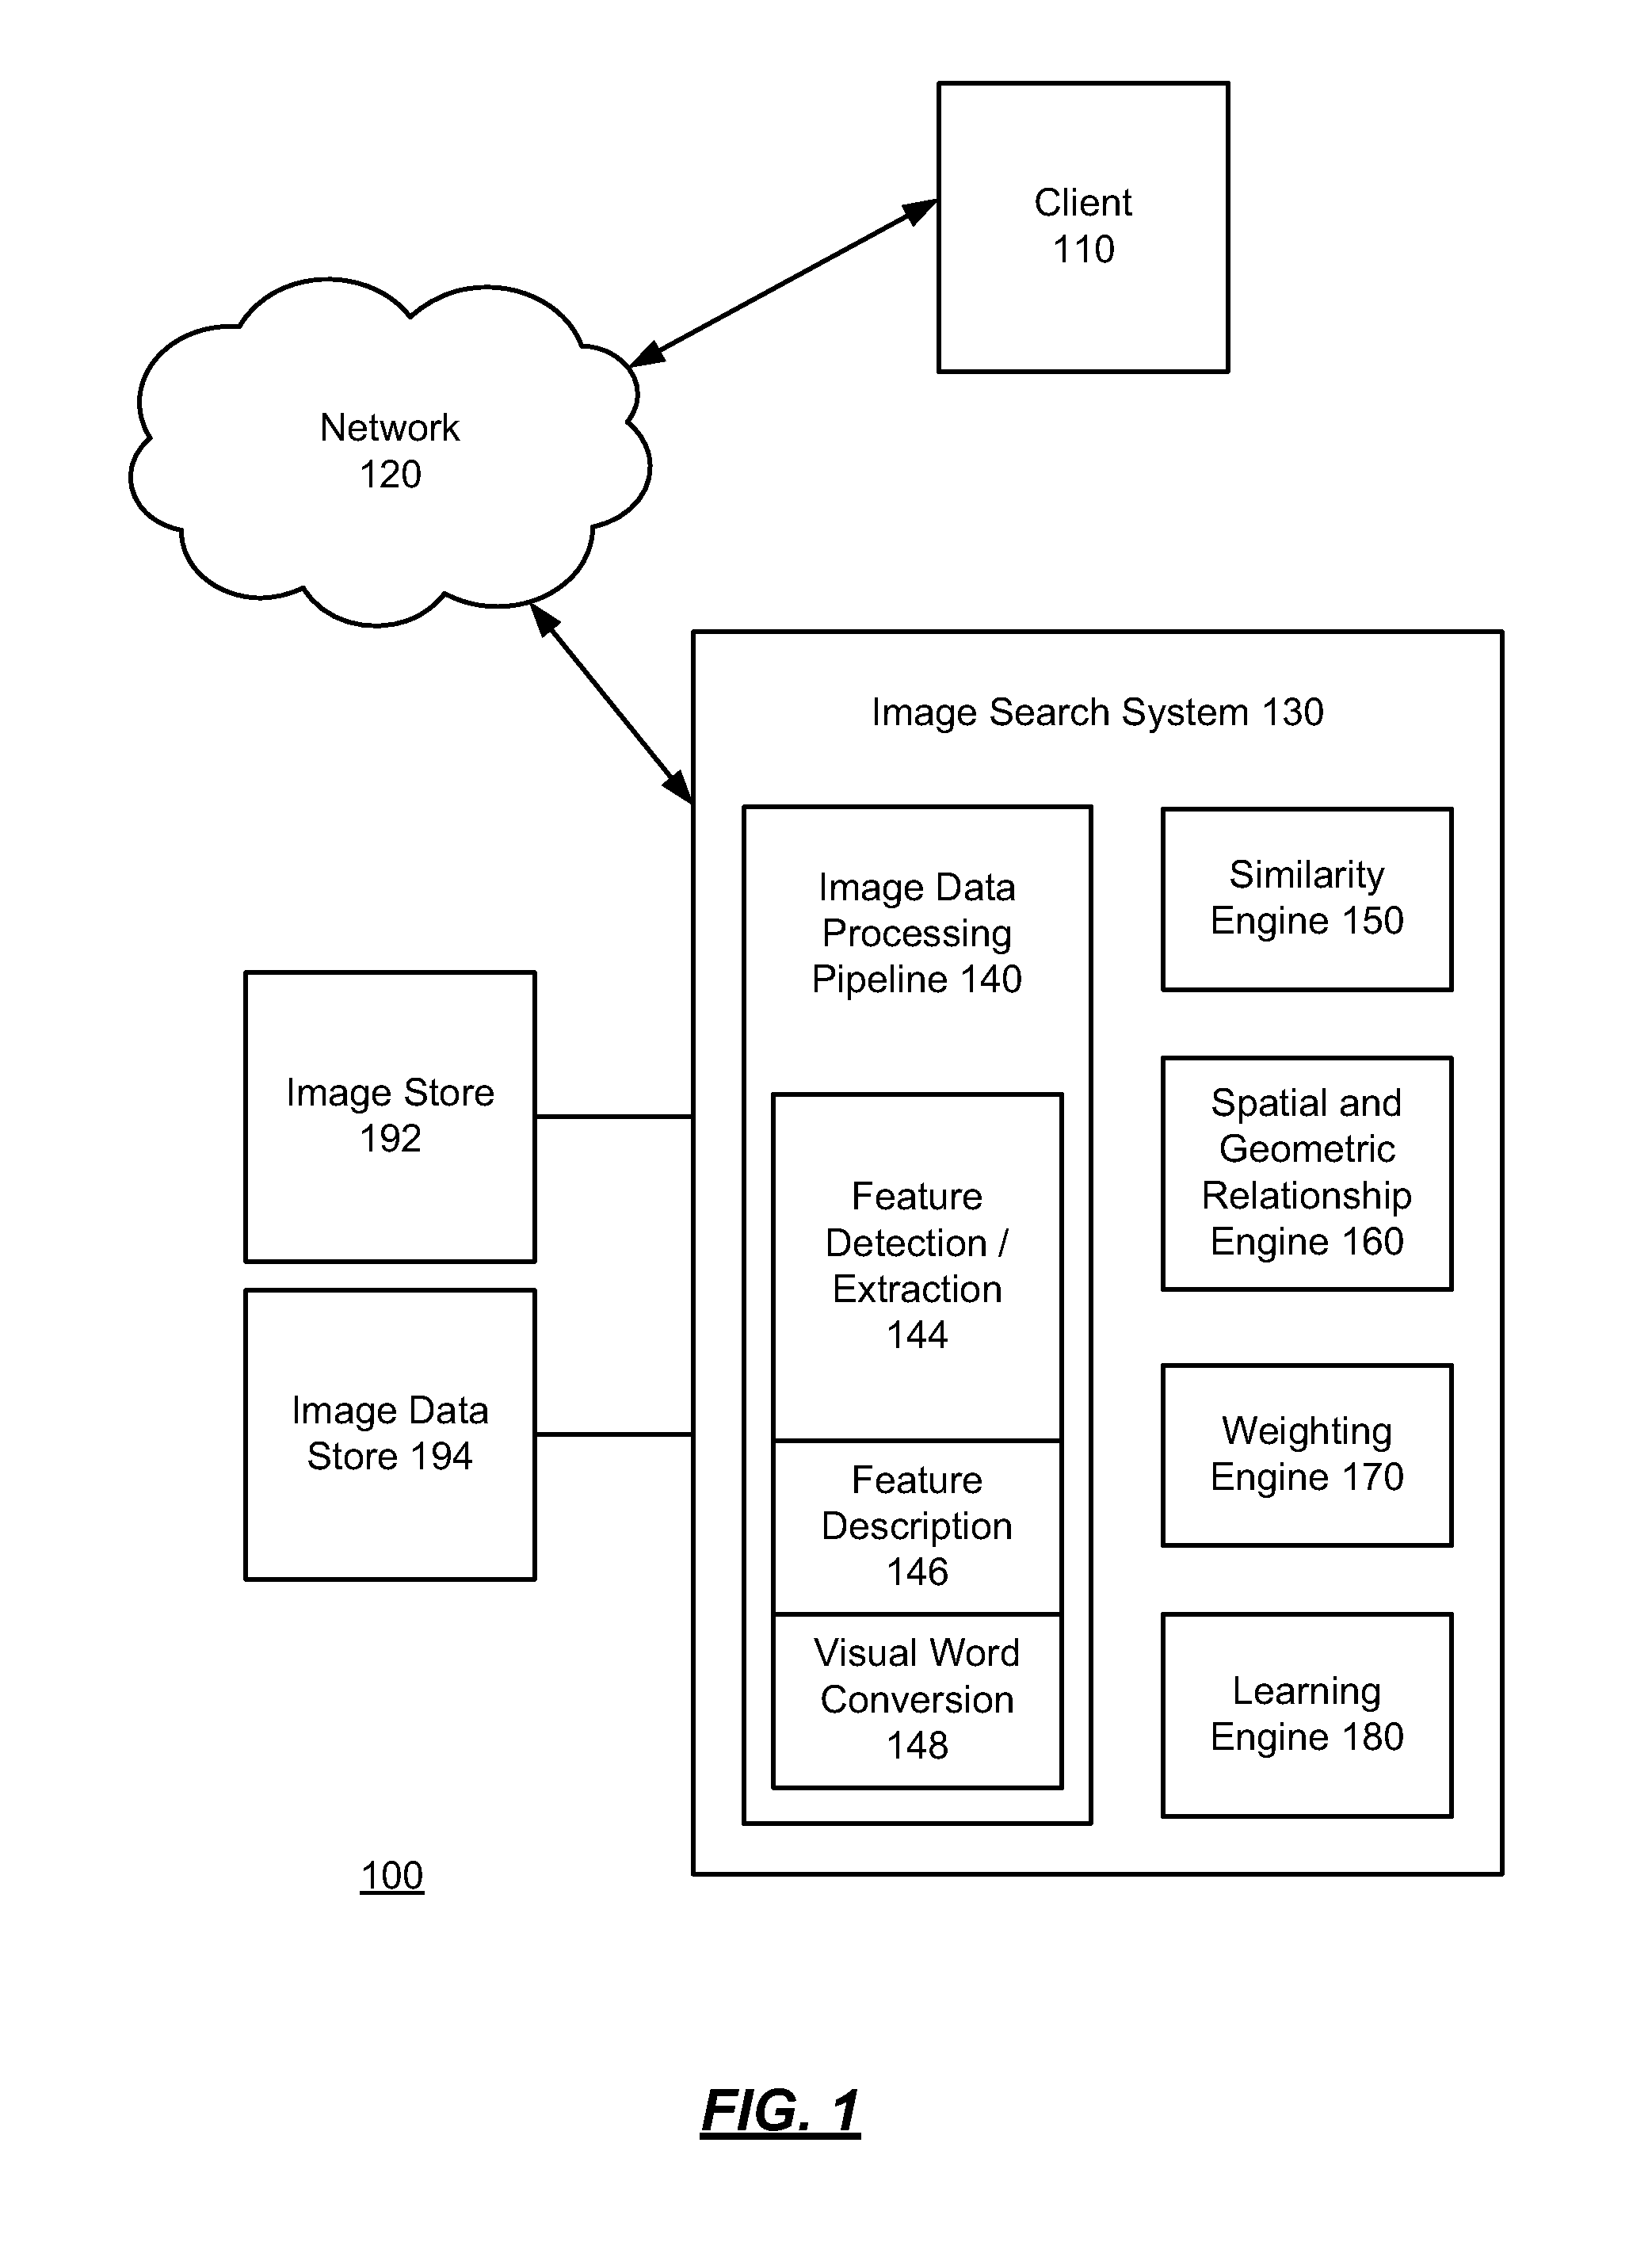 Client
110
Network
120
Image Search System 130
Image Data
Processing
Pipeline 140
Feature
Detection /
Extraction
144
Feature
Description
146
Visual Word
Conversion
148
Similarity
Engine 150
Spatial and
Geometric
Relationship
Engine 160
Weighting
Engine 170
Learning
Engine 180
Image Store
192
Image Data
Store 194
100
FIG. 1